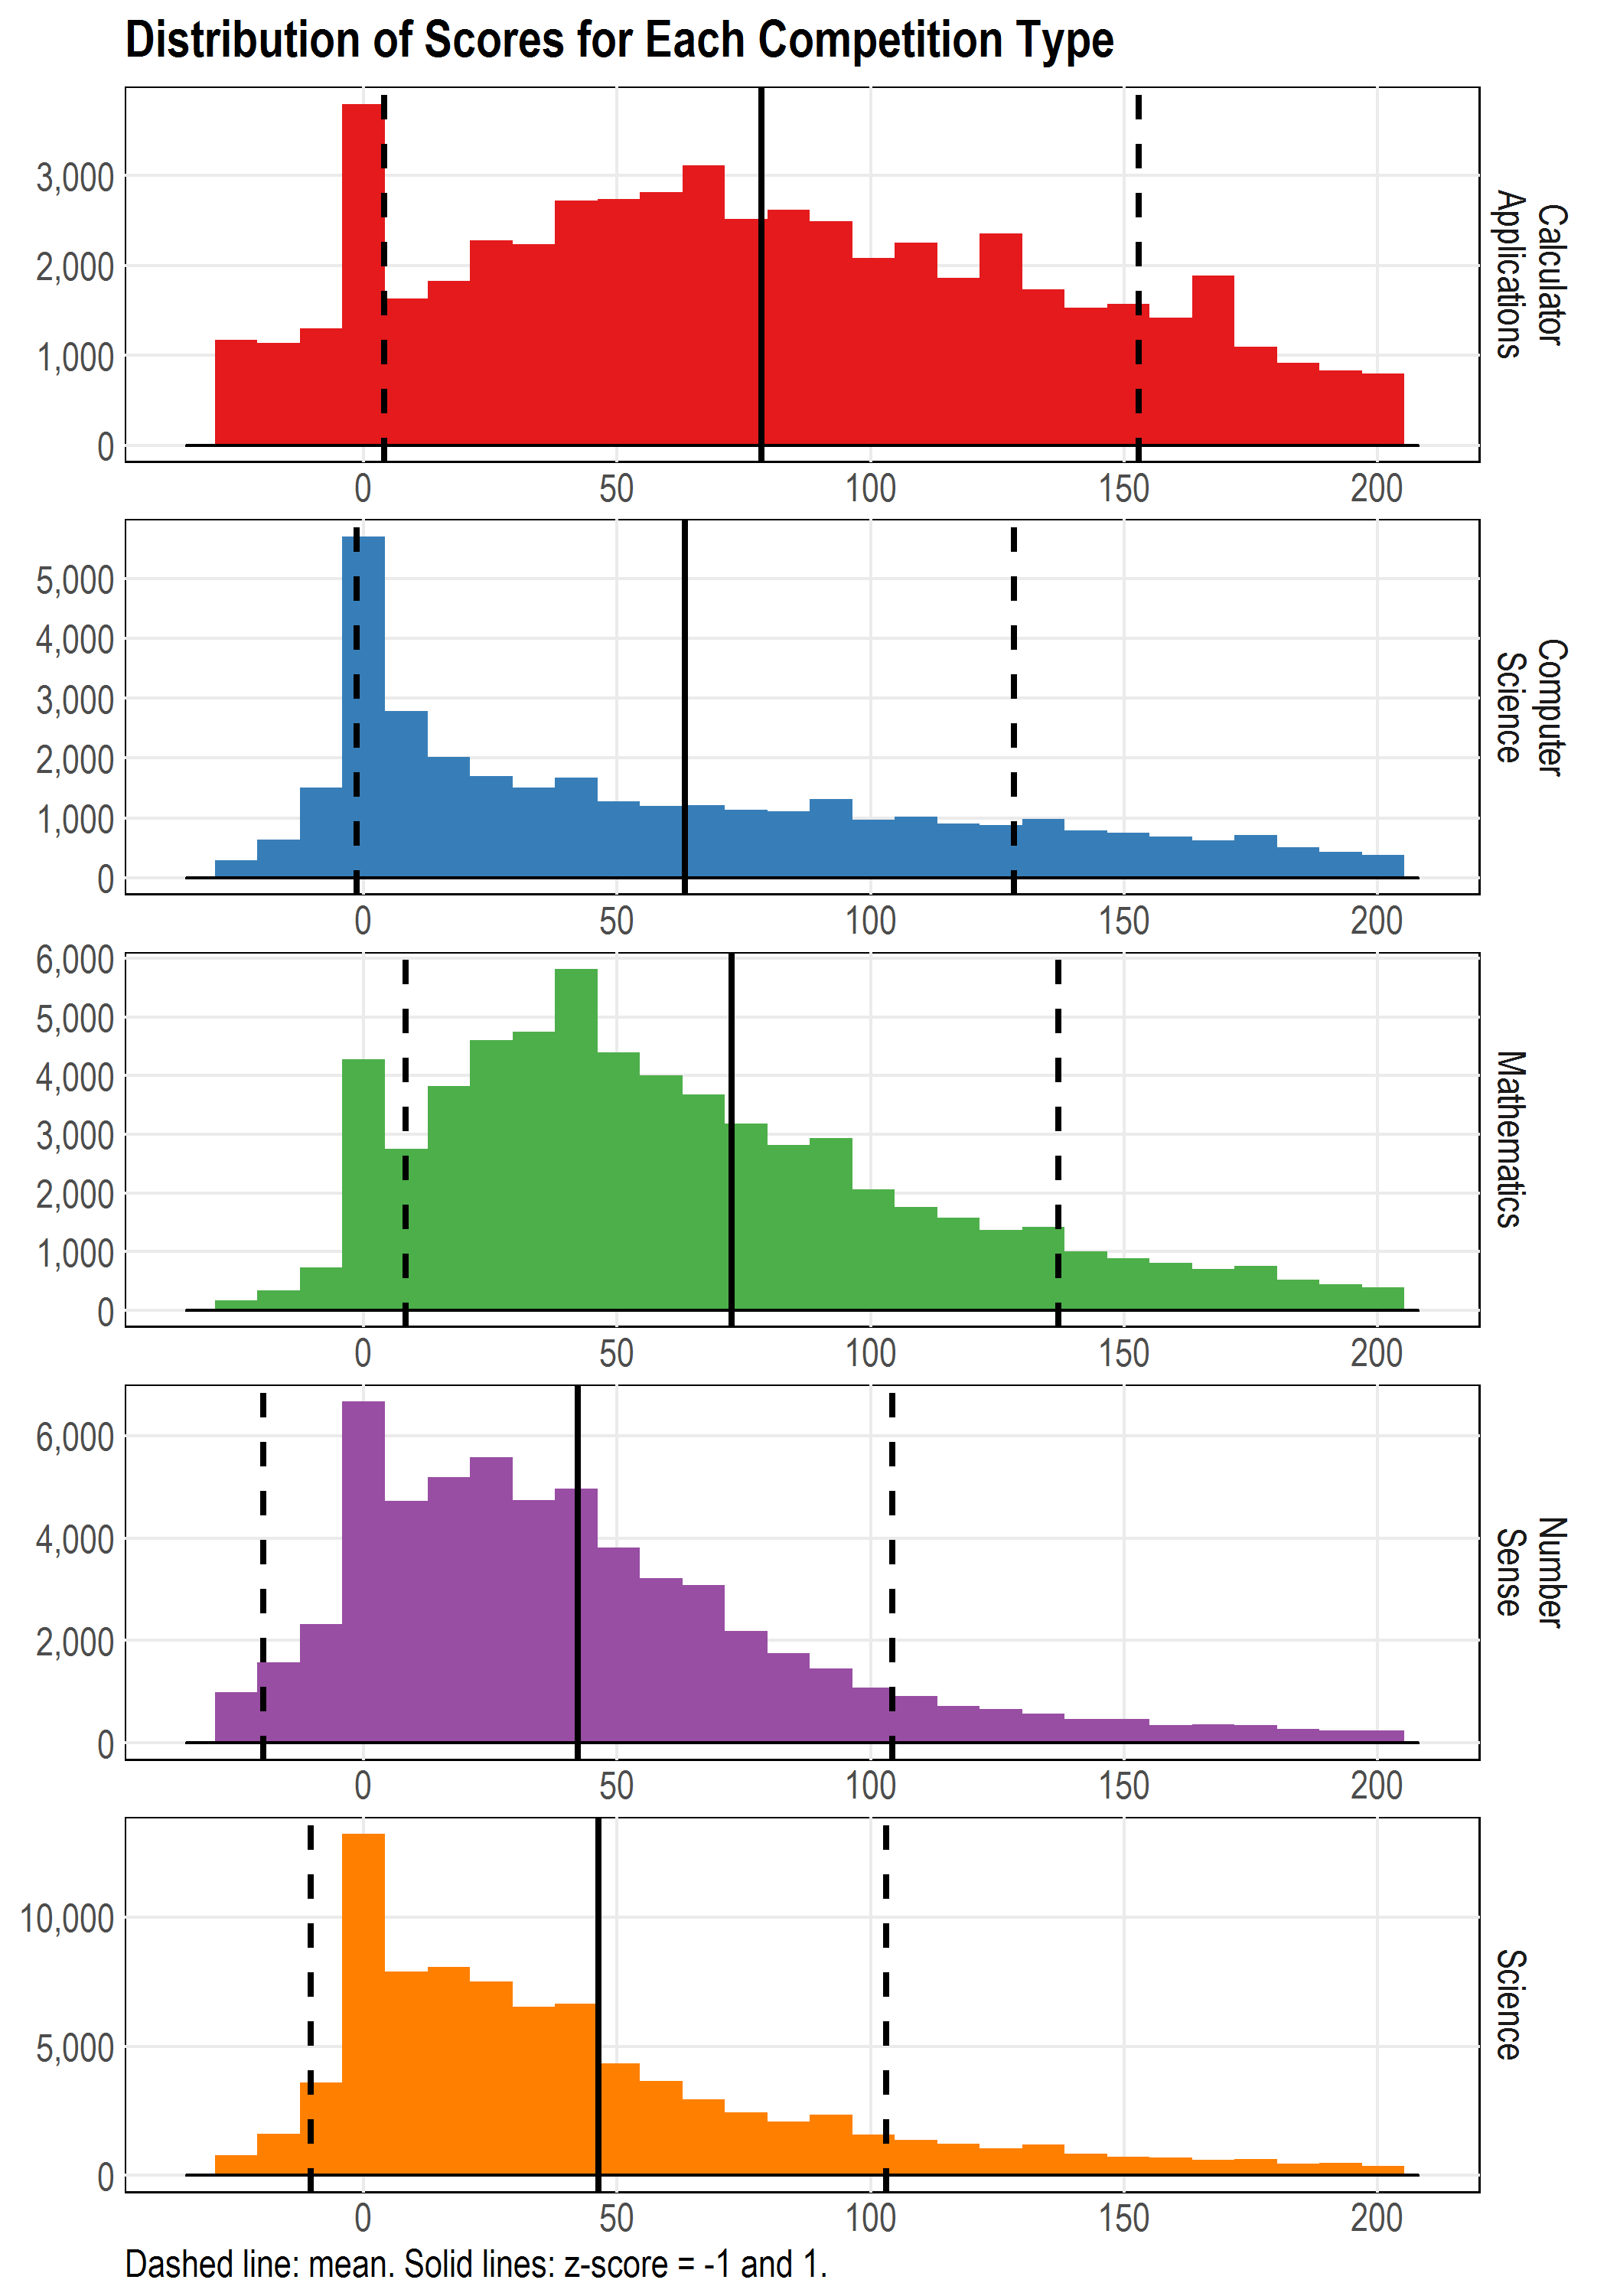 Distribution of Scores for Each Competition Type
3,000
2,000
1,000
0
Calculator
Applications
0 50 100 150 200
5,000
4,000
3,000
2,000
1,000
0
Computer
Science
0 50 100 150 200
6,000
5,000
4,000
3,000
2,000
1,000
0
Mathematics
0 50 100 150 200
6,000
4,000
2,000
0
Number
Sense
0 50 100 150 200
10,000
5,000
0
Science
0 50 100 150 200
Dashed line: mean. Solid lines: z-score = -1 and 1.